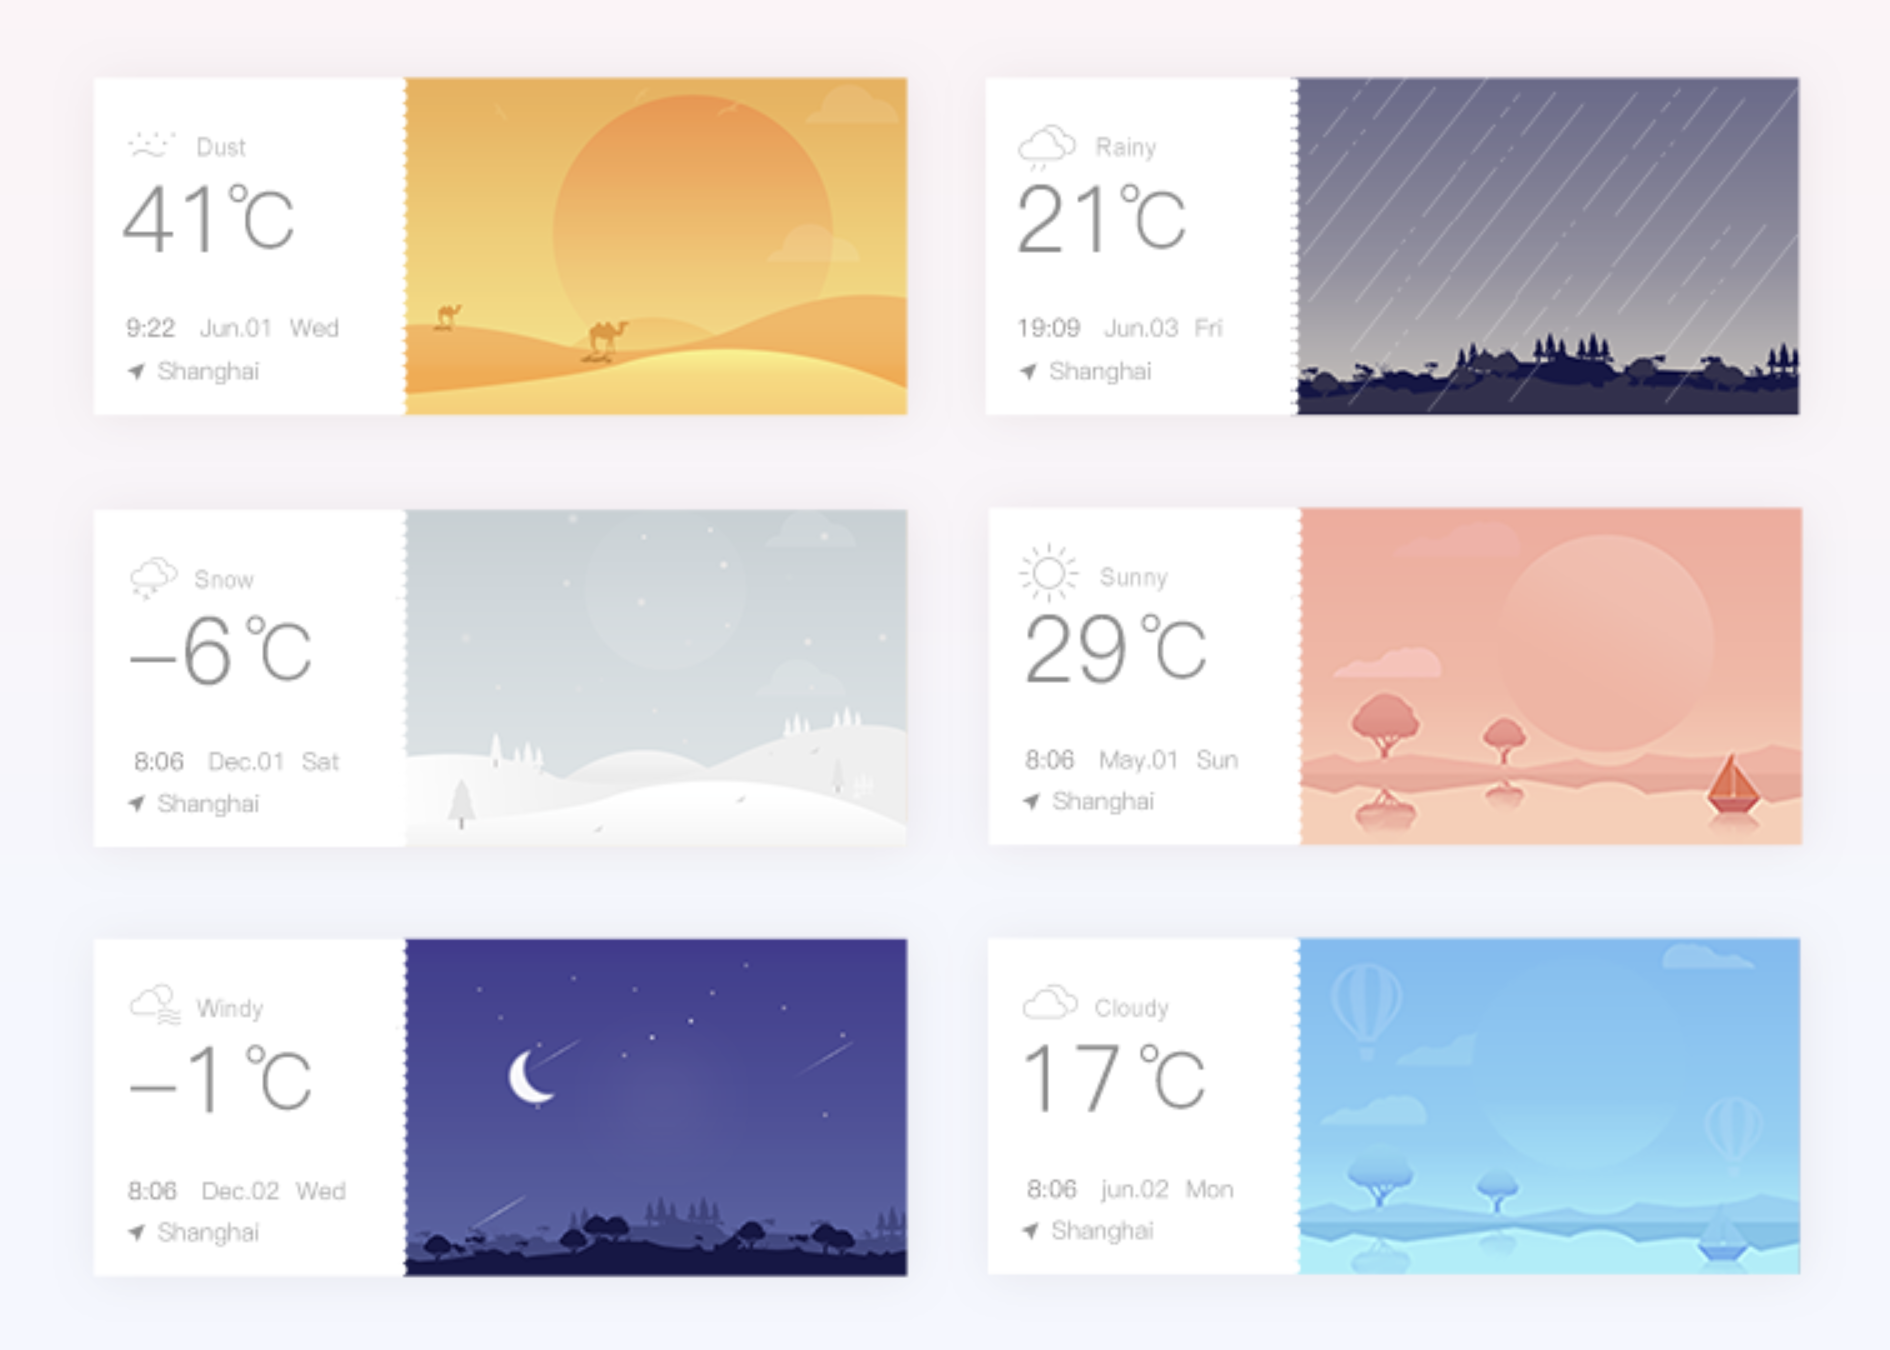 Dust
41℃
9:22 Jun.01 Wed
Shanghai
Rainy
21℃
19:09 Jun.03 Fri
Shanghai
Snow
–6℃
8:06 Dec.01 Sat
Shanghai
Sunny
29℃
8:06 May.01 Sun
Shanghai
Windy
–1℃
8:06 Dec.02 Wed
Shanghai
Cloudy
17℃
8:06 jun.02 Mon
Shanghai